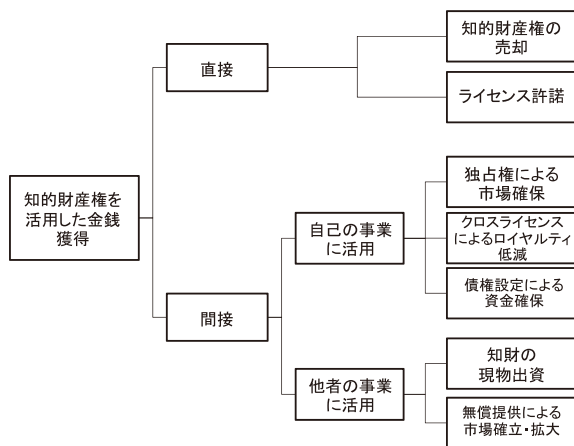 知的財産権を
活用した金銭
獲得
直接
知的財産権の
売却
ライセンス許諾
間接
自己の事業
に活用
独占権による
市場確保
クロスライセンス
によるロイヤルティ
低減
債権設定による
資金確保
他者の事業
に活用
知財の
現物出資
無償提供による
市場確立・拡大